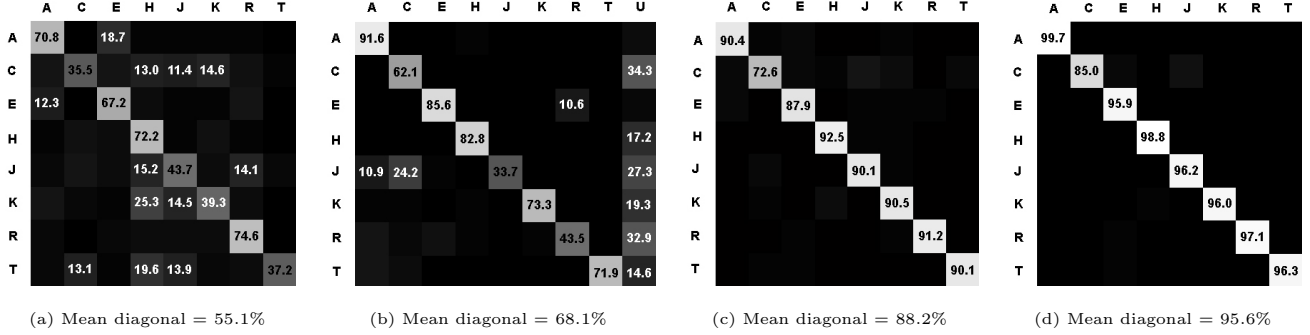 A C E H J K R T
A 70.8 18.7
C 35.5 13.0 11.4 14.6
E 12.3 67.2
H 72.2
J 15.2 43.7 14.1
K 25.3 14.5 39.3
R 74.6
T 13.1 19.6 13.9 37.2
(a) Mean diagonal = 55.1%
A C E H J K R T U
A 91.6
C 62.1 34.3
E 85.6 10.6
H 82.8 17.2
J 10.9 24.2 33.7 27.3
K 73.3 19.3
R 43.5 32.9
T 71.9 14.6
(b) Mean diagonal = 68.1%
A C E H J K R T
A 90.4
C 72.6
E 87.9
H 92.5
J 90.1
K 90.5
R 91.2
T 90.1
(c) Mean diagonal = 88.2%
A C E H J K R T
A 99.7
C 85.0
E 95.9
H 98.8
J 96.2
K 96.0
R 97.1
T 96.3
(d) Mean diagonal = 95.6%